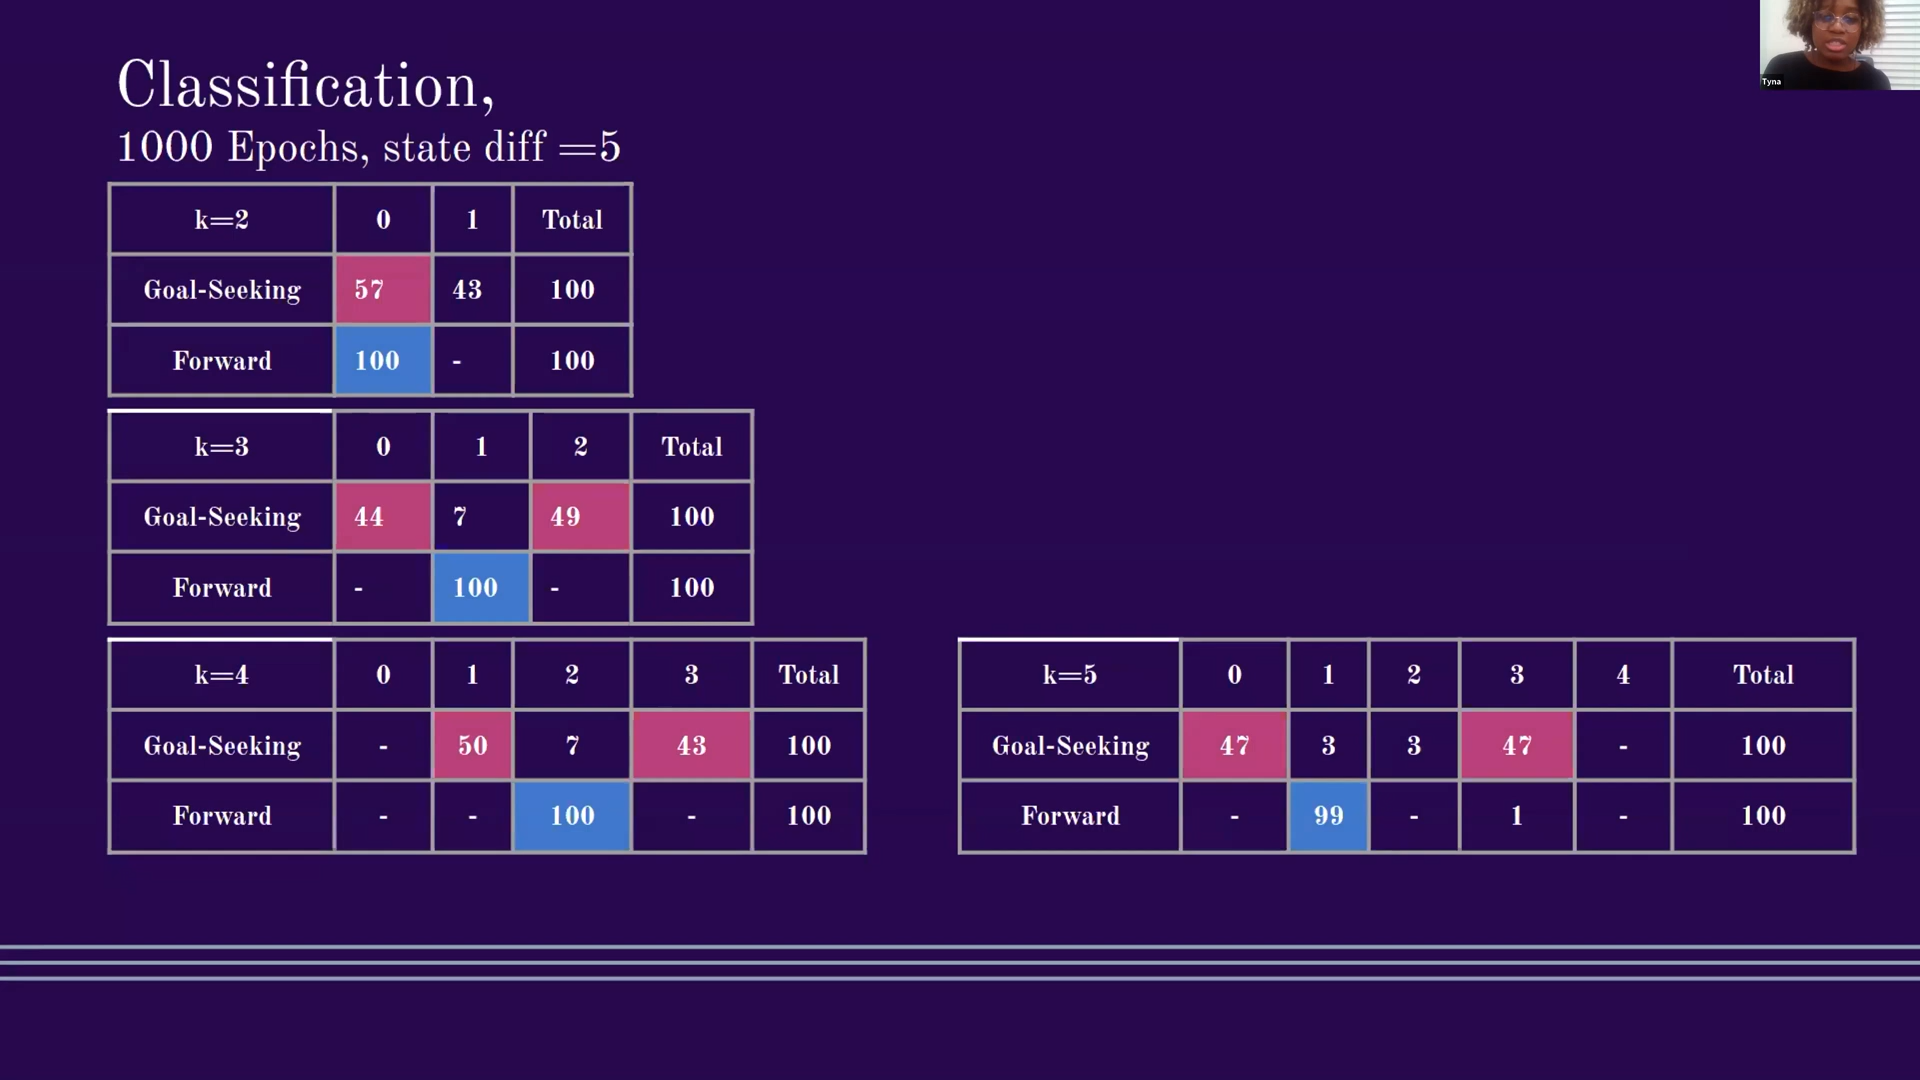 Classification,
1000 Epochs, state diff =5
k=2 0 1 Total
Goal-Seeking 57 43 100
Forward 100 - 100
k=3 0 1 2 Total
Goal-Seeking 44 7 49 100
Forward - 100 - 100
k=4 0 1 2 3 Total
Goal-Seeking - 50 7 43 100
Forward - - 100 - 100
k=5 0 1 2 3 4 Total
Goal-Seeking 47 3 3 47 - 100
Forward - 99 - 1 - 100
Tyna